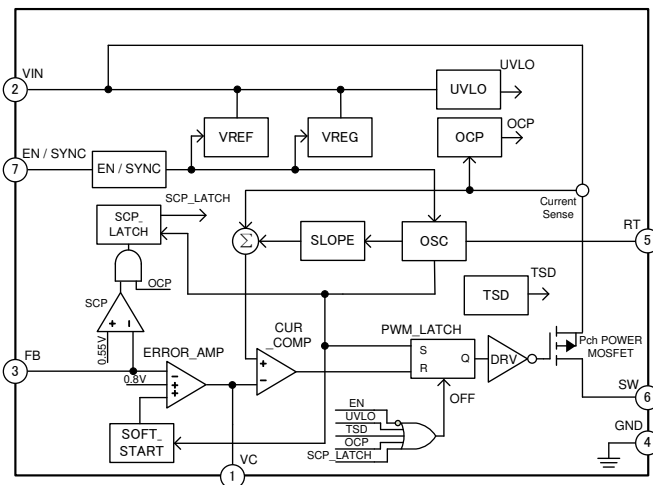 VIN
2
UVLO
UVLO
VREF
VREG
OCP
OCP
7
EN / SYNC
EN / SYNC
SCP_LATCH
SCP_
LATCH
Current
Sense
RT
5
Σ
SLOPE
OSC
OCP
SCP
TSD
TSD
+
−
0.55V
CUR
_COMP
PWM_LATCH
Pch POWER
MOSFET
FB
3
ERROR_AMP
0.8V
−
+
+
+
−
S
R
Q
DRV
SW
6
OFF
EN
UVLO
TSD
OCP
SCP_LATCH
SOFT_
START
GND
4
VC
1